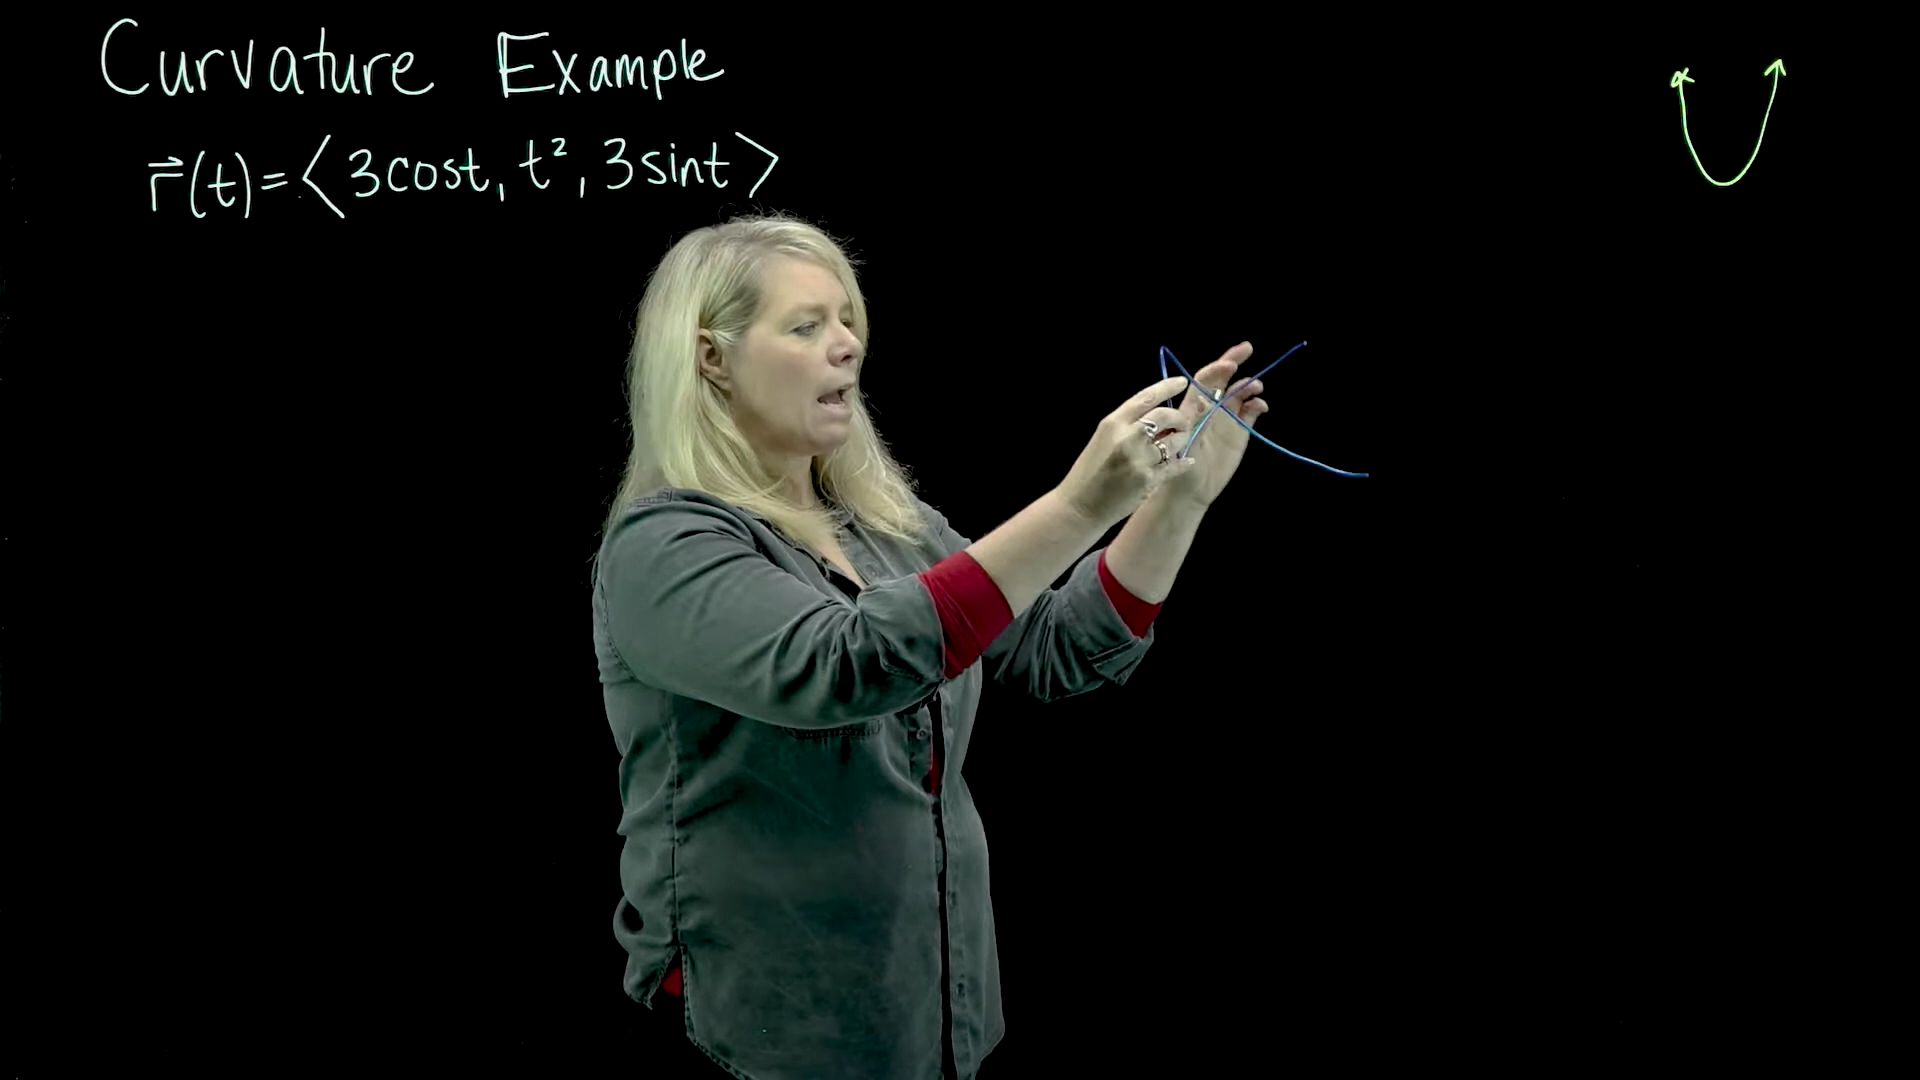 Curvature Example
r⃗(t)=⟨3cost, t², 3sint⟩